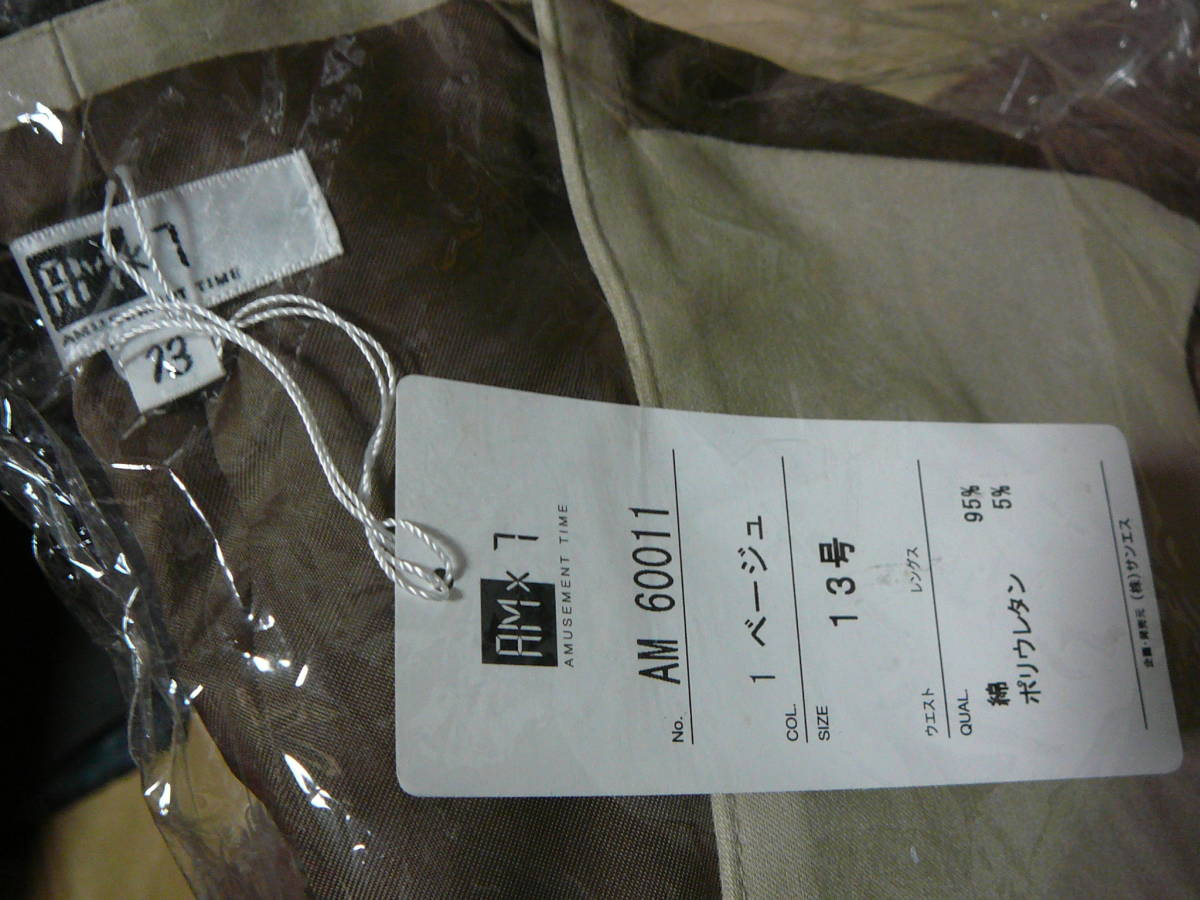 AM×7
AMUSEMENT TIME
13
AM×7
AMUSEMENT TIME
No. AM 60011
COL. 1 ベージュ
SIZE 13号
ウエスト レングス
QUAL.
綿 95%
ポリウレタン 5%
企画・発売元 (株)サンエス